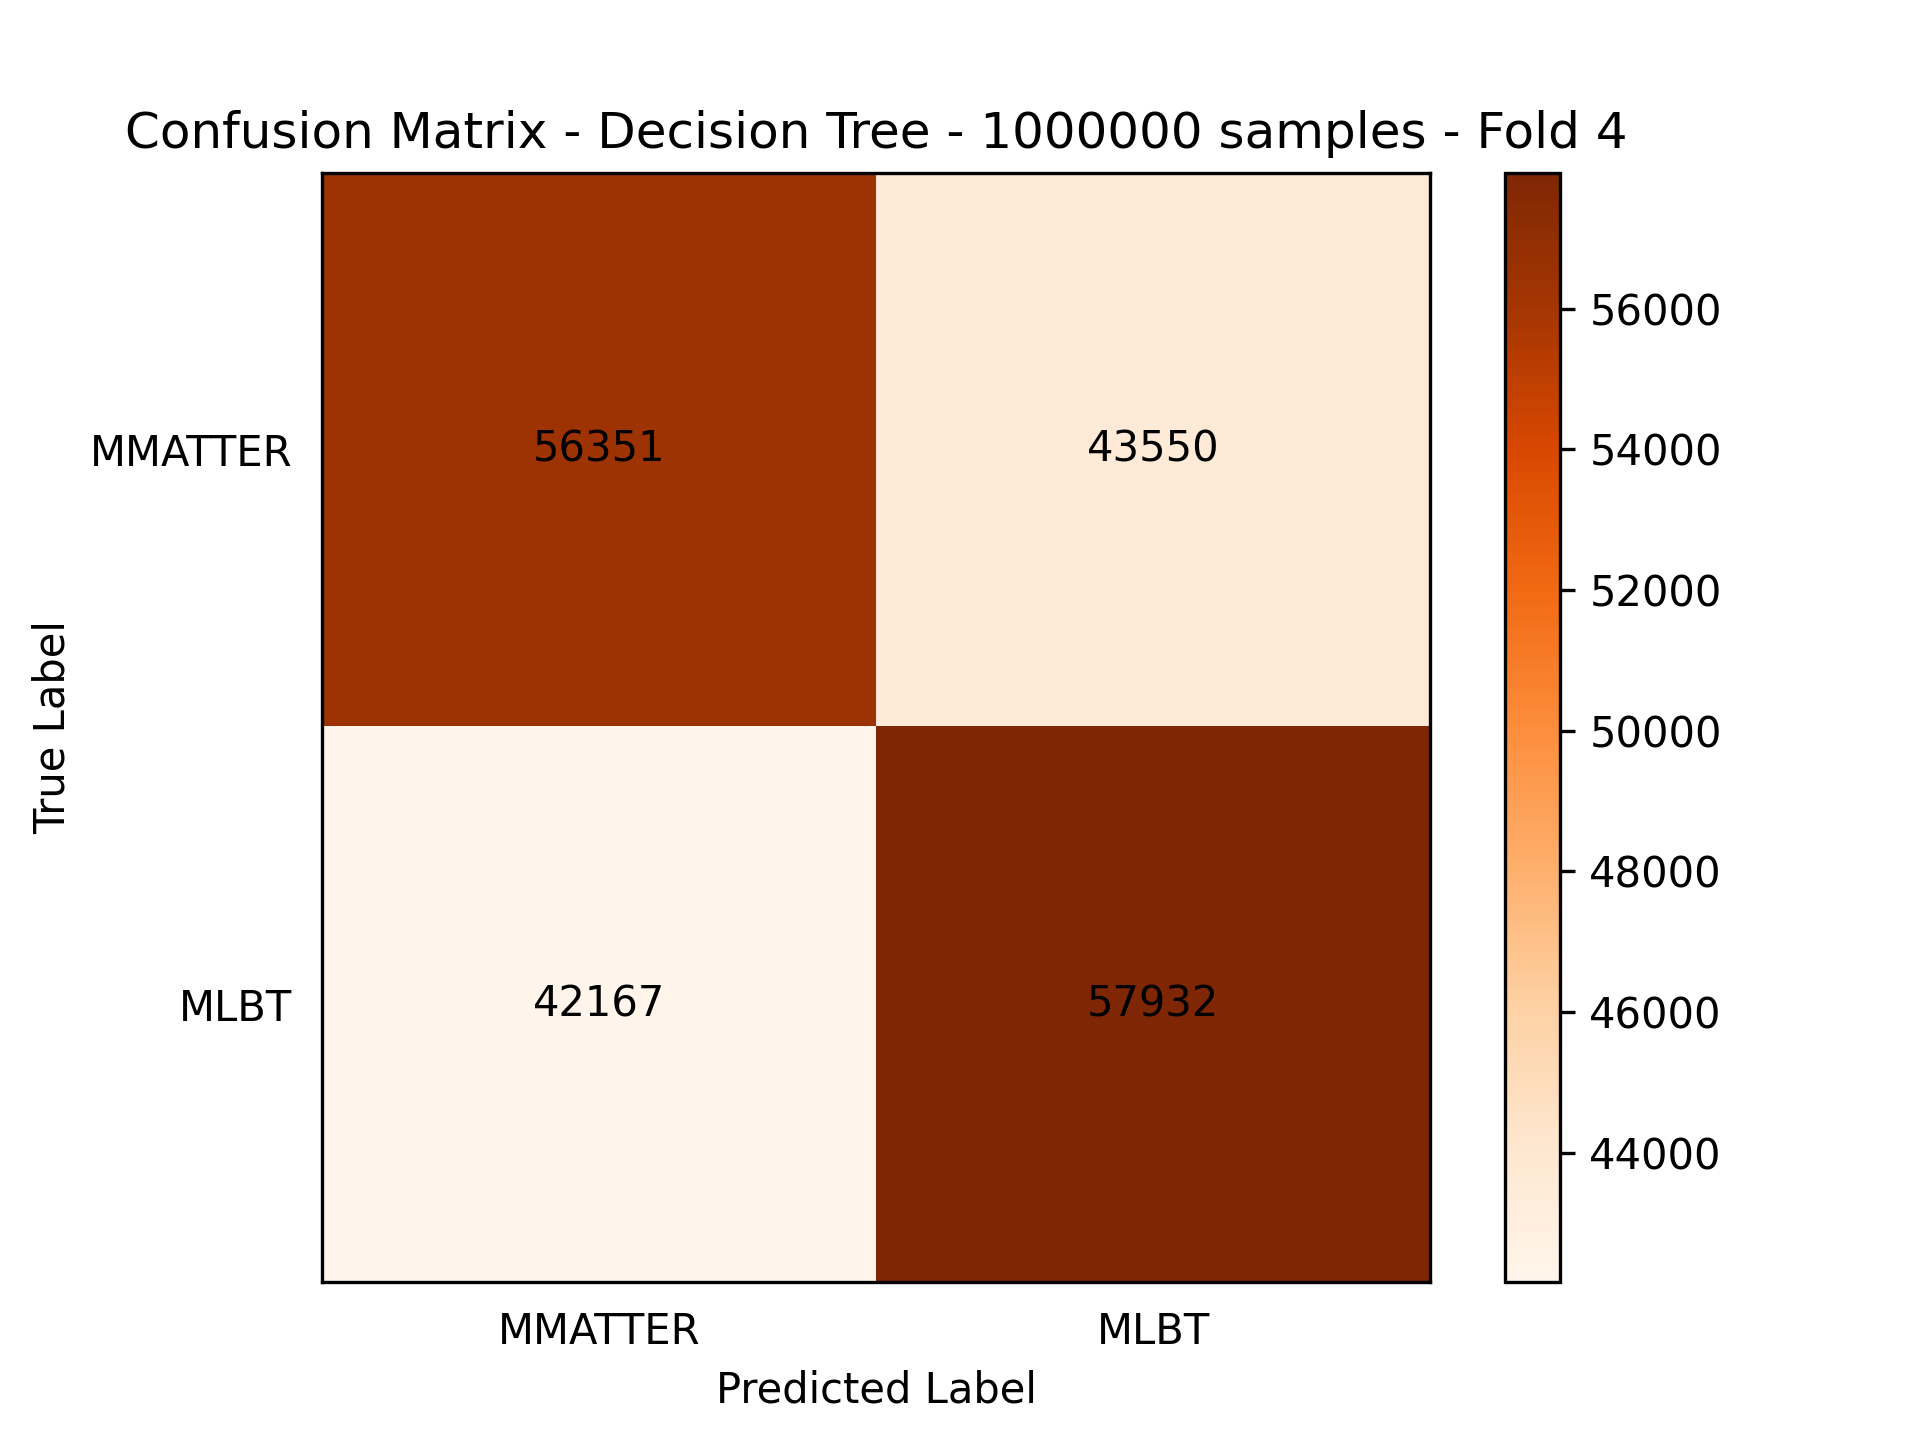 Confusion Matrix - Decision Tree - 1000000 samples - Fold 4
True Label
MMATTER
56351
43550
MLBT
42167
57932
MMATTER
MLBT
Predicted Label
56000
54000
52000
50000
48000
46000
44000